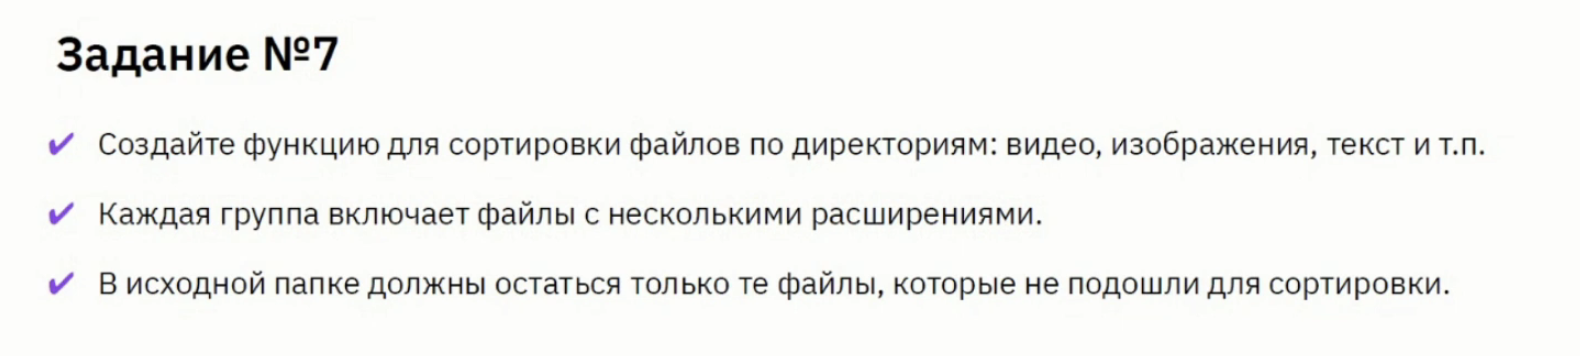 Задание №7
✔ Создайте функцию для сортировки файлов по директориям: видео, изображения, текст и т.п.
✔ Каждая группа включает файлы с несколькими расширениями.
✔ В исходной папке должны остаться только те файлы, которые не подошли для сортировки.